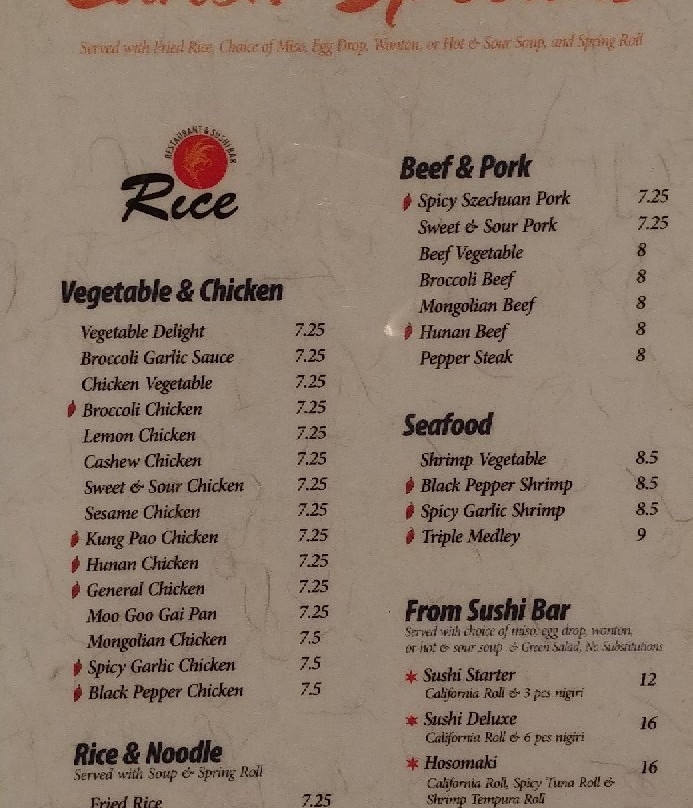 Served with Fried Rice, Choice of Miso, Egg Drop, Wonton, or Hot & Sour Soup, and Spring Roll
RESTAURANT & SUSHI BAR
Rice
Vegetable & Chicken
Vegetable Delight 7.25
Broccoli Garlic Sauce 7.25
Chicken Vegetable 7.25
Broccoli Chicken 7.25
Lemon Chicken 7.25
Cashew Chicken 7.25
Sweet & Sour Chicken 7.25
Sesame Chicken 7.25
Kung Pao Chicken 7.25
Hunan Chicken 7.25
General Chicken 7.25
Moo Goo Gai Pan 7.25
Mongolian Chicken 7.5
Spicy Garlic Chicken 7.5
Black Pepper Chicken 7.5
Rice & Noodle
Served with Soup & Spring Roll
Fried Rice 7.25
Beef & Pork
Spicy Szechuan Pork 7.25
Sweet & Sour Pork 7.25
Beef Vegetable 8
Broccoli Beef 8
Mongolian Beef 8
Hunan Beef 8
Pepper Steak 8
Seafood
Shrimp Vegetable 8.5
Black Pepper Shrimp 8.5
Spicy Garlic Shrimp 8.5
Triple Medley 9
From Sushi Bar
Served with choice of miso, egg drop, wonton,
or hot & sour soup & Green Salad, No Substitutions
Sushi Starter 12
California Roll & 3 pcs nigiri
Sushi Deluxe 16
California Roll & 6 pcs nigiri
Hosomaki 16
California Roll, Spicy Tuna Roll &
Shrimp Tempura Roll